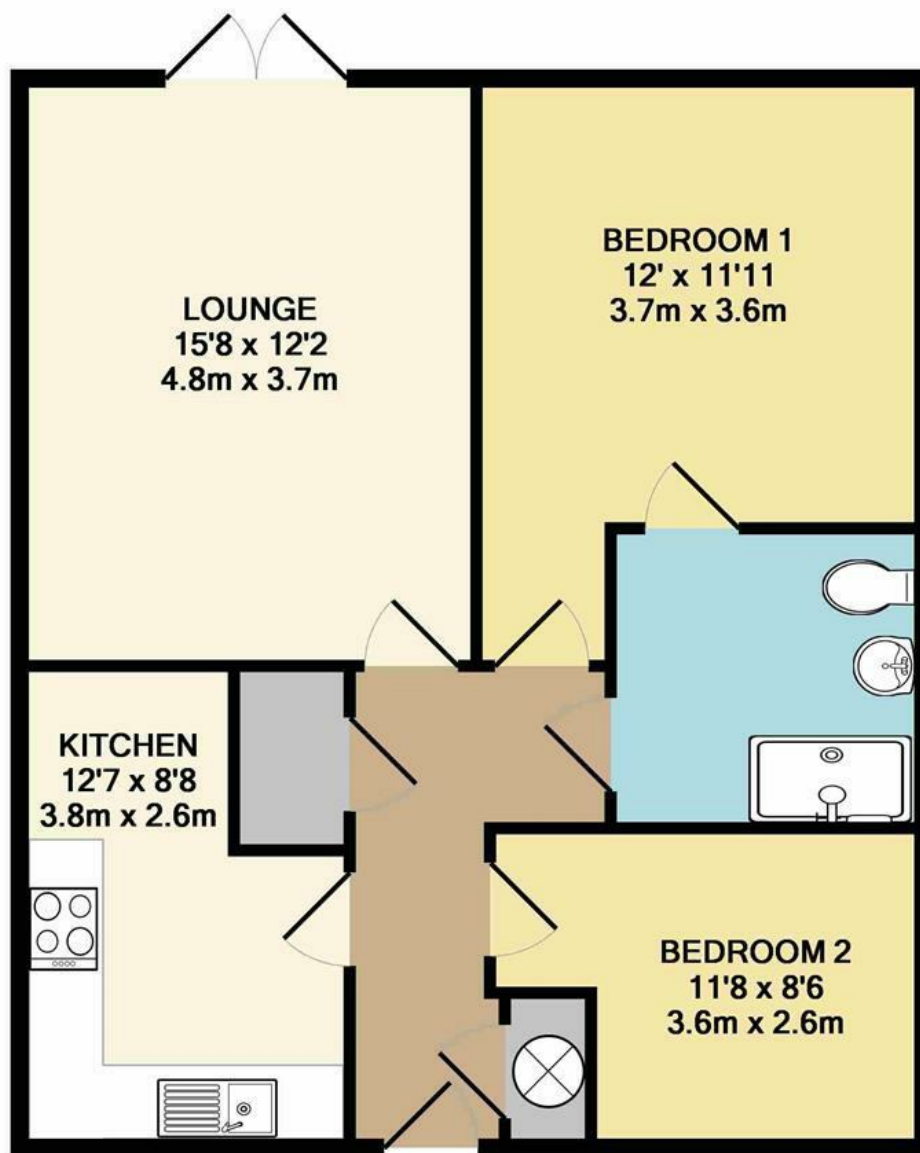 LOUNGE
15'8 x 12'2
4.8m x 3.7m
BEDROOM 1
12' x 11'11
3.7m x 3.6m
KITCHEN
12'7 x 8'8
3.8m x 2.6m
BEDROOM 2
11'8 x 8'6
3.6m x 2.6m